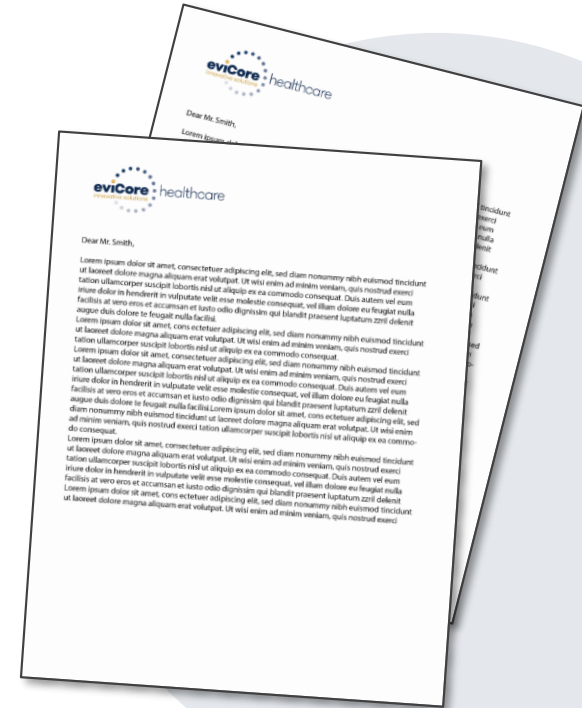 eviCore healthcare
innovative solutions
Dear Mr. Smith,
Lorem ipsum dol
tincidunt
exerci
eum
nulla
lenit
cidunt
rci
dunt
sed
eviCore healthcare
innovative solutions
Dear Mr. Smith,
Lorem ipsum dolor sit amet, consectetuer adipiscing elit, sed diam nonummy nibh euismod tincidunt
ut laoreet dolore magna aliquam erat volutpat. Ut wisi enim ad minim veniam, quis nostrud exerci
tation ullamcorper suscipit lobortis nisl ut aliquip ex ea commodo consequat. Duis autem vel eum
iriure dolor in hendrerit in vulputate velit esse molestie consequat, vel illum dolore eu feugiat nulla
facilisis at vero eros et accumsan et iusto odio dignissim qui blandit praesent luptatum zzril delenit
augue duis dolore te feugait nulla facilisi.
Lorem ipsum dolor sit amet, cons ectetuer adipiscing elit, sed diam nonummy nibh euismod tincidunt
ut laoreet dolore magna aliquam erat volutpat. Ut wisi enim ad minim veniam, quis nostrud exerci
tation ullamcorper suscipit lobortis nisl ut aliquip ex ea commodo consequat.
Lorem ipsum dolor sit amet, consectetuer adipiscing elit, sed diam nonummy nibh euismod tincidunt
ut laoreet dolore magna aliquam erat volutpat. Ut wisi enim ad minim veniam, quis nostrud exerci
tation ullamcorper suscipit lobortis nisl ut aliquip ex ea commodo consequat. Duis autem vel eum
iriure dolor in hendrerit in vulputate velit esse molestie consequat, vel illum dolore eu feugiat nulla
facilisis at vero eros et accumsan et iusto odio dignissim qui blandit praesent luptatum zzril delenit
augue duis dolore te feugait nulla facilisi.Lorem ipsum dolor sit amet, cons ectetuer adipiscing elit, sed
diam nonummy nibh euismod tincidunt ut laoreet dolore magna aliquam erat volutpat. Ut wisi enim
ad minim veniam, quis nostrud exerci tation ullamcorper suscipit lobortis nisl ut aliquip ex ea commo-
do consequat.
Lorem ipsum dolor sit amet, consectetuer adipiscing elit, sed diam nonummy nibh euismod tincidunt
ut laoreet dolore magna aliquam erat volutpat. Ut wisi enim ad minim veniam, quis nostrud exerci
tation ullamcorper suscipit lobortis nisl ut aliquip ex ea commodo consequat. Duis autem vel eum
iriure dolor in hendrerit in vulputate velit esse molestie consequat, vel illum dolore eu feugiat nulla
facilisis at vero eros et accumsan et iusto odio dignissim qui blandit praesent luptatum zzril delenit
Lorem ipsum dolor sit amet, cons ectetuer adipiscing elit, sed diam nonummy nibh euismod tincidunt
ut laoreet dolore magna aliquam erat volutpat. Ut wisi enim ad minim veniam, quis nostrud exerci